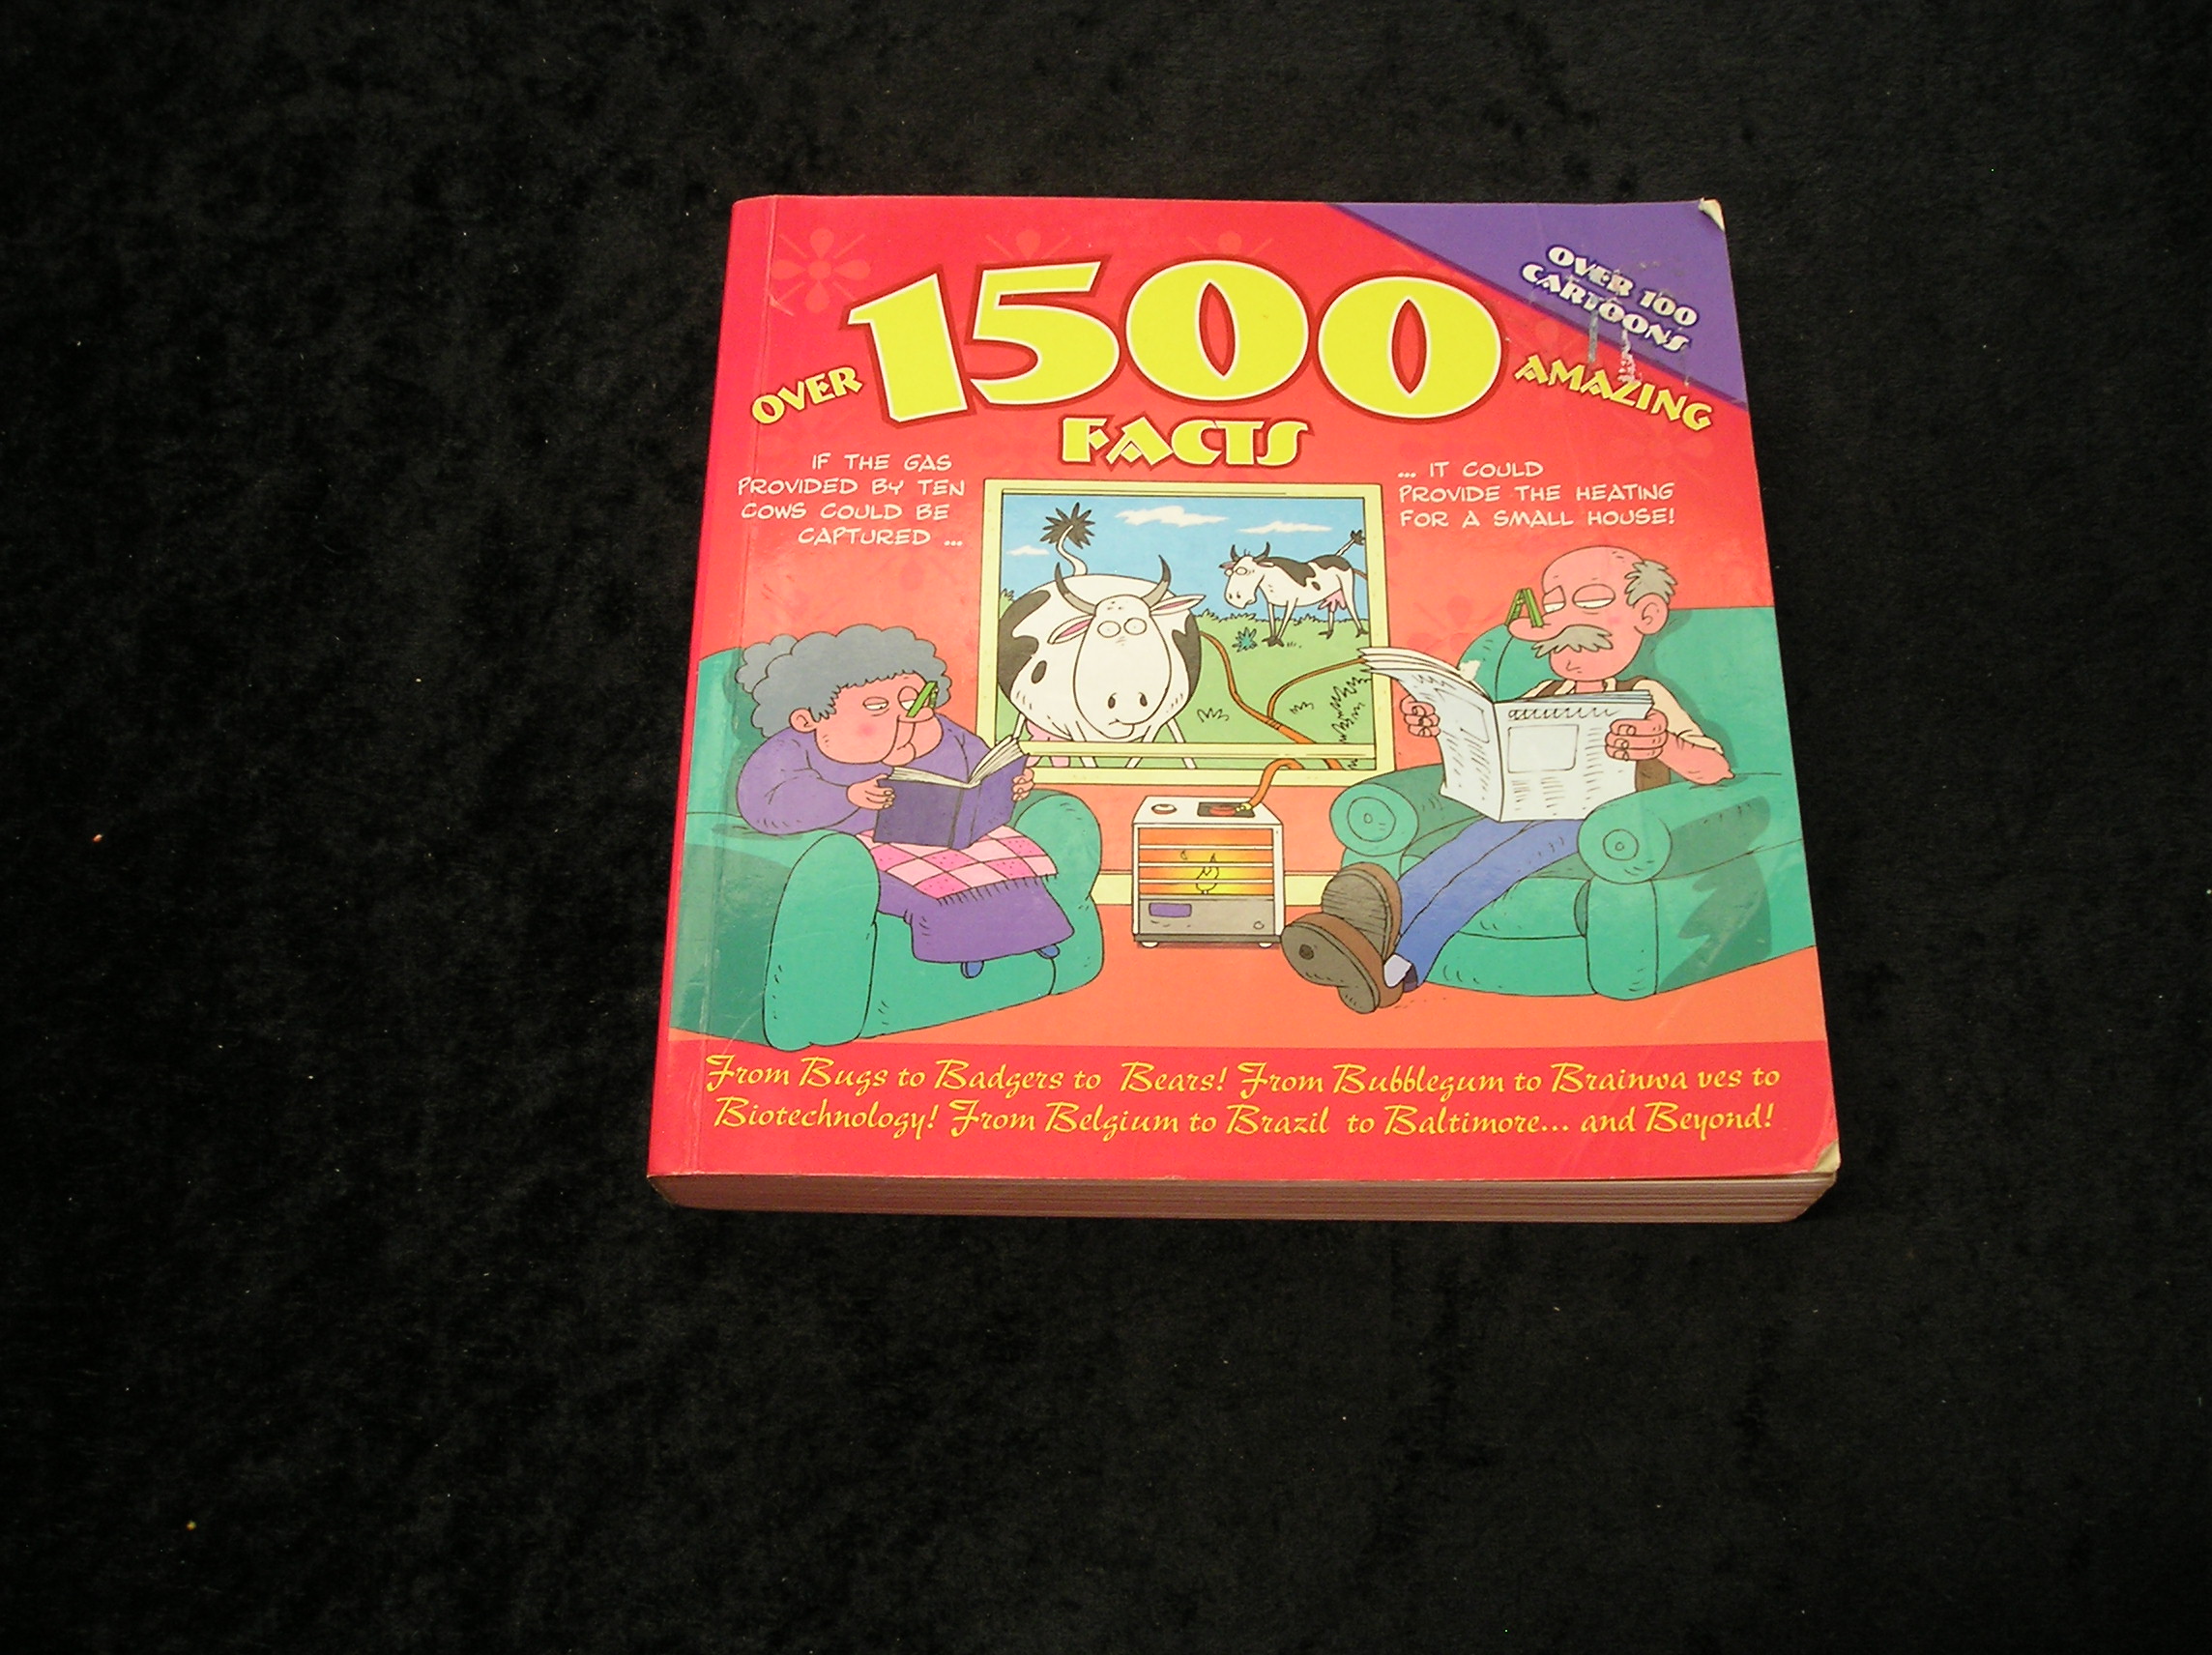 OVER 100
CARTOONS
OVER 1500 AMAZING
FACTS
IF THE GAS
PROVIDED BY TEN
COWS COULD BE
CAPTURED ...
... IT COULD
PROVIDE THE HEATING
FOR A SMALL HOUSE!
From Bugs to Badgers to Bears! From Bubblegum to Brainwa ves to
Biotechnology! From Belgium to Brazil to Baltimore... and Beyond!